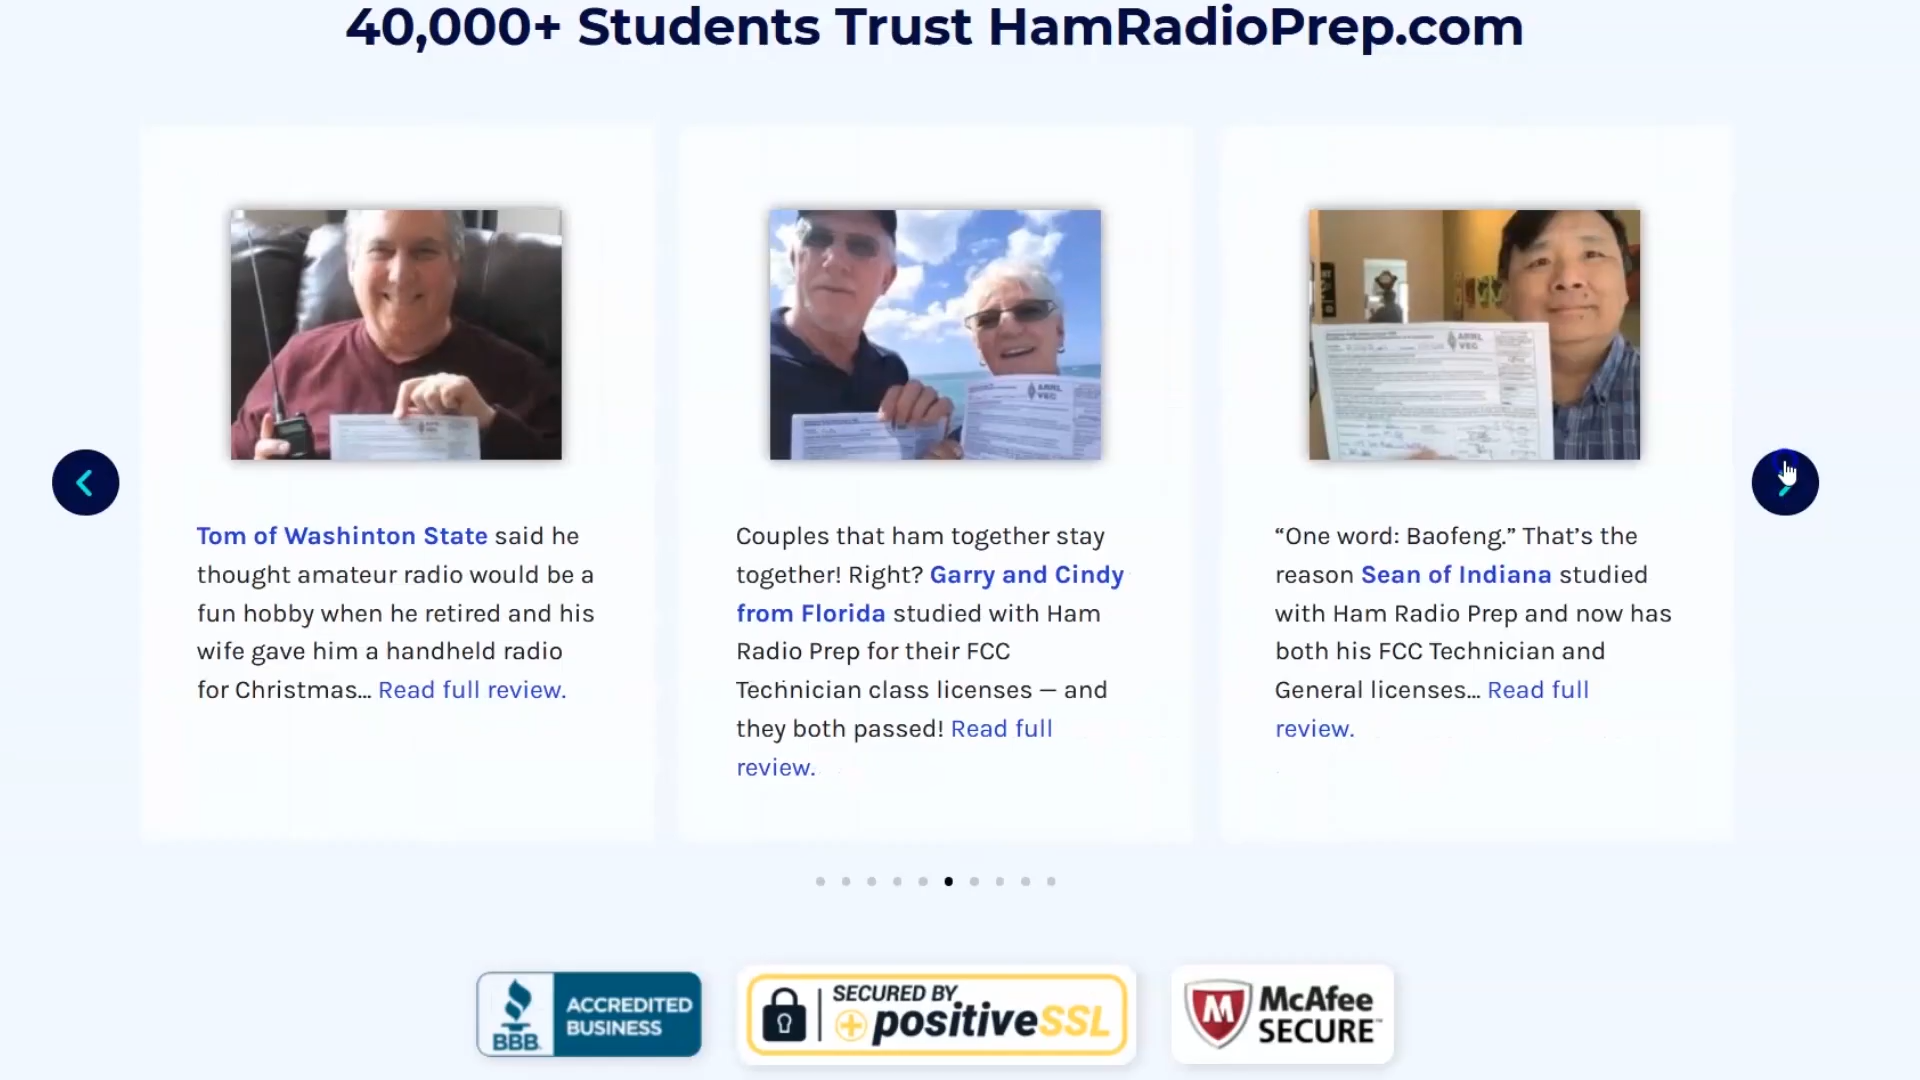 40,000+ Students Trust HamRadioPrep.com
Tom of Washinton State said he
thought amateur radio would be a
fun hobby when he retired and his
wife gave him a handheld radio
for Christmas... Read full review.
Couples that ham together stay
together! Right? Garry and Cindy
from Florida studied with Ham
Radio Prep for their FCC
Technician class licenses — and
they both passed! Read full
review.
“One word: Baofeng.” That’s the
reason Sean of Indiana studied
with Ham Radio Prep and now has
both his FCC Technician and
General licenses... Read full
review.
ARRL
VEC
ARRL
VEC
BBB
ACCREDITED
BUSINESS
SECURED BY
positiveSSL
McAfee
SECURE™